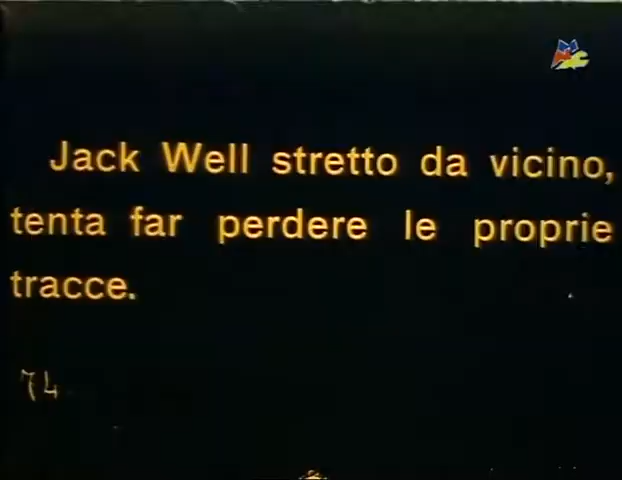 Jack Well stretto da vicino,
tenta far perdere le proprie
tracce.
74